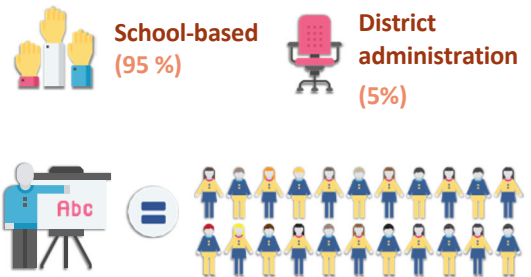 School-based
(95 %)
District
administration
(5%)
Abc
=